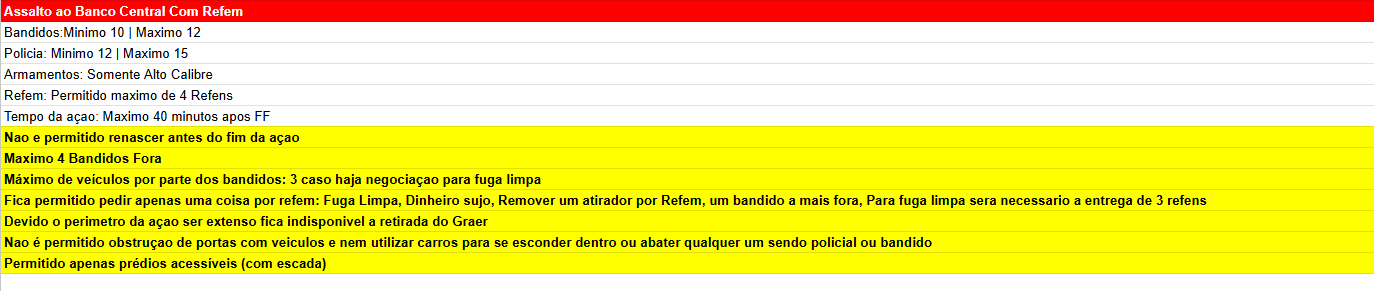 Assalto ao Banco Central Com Refem
Bandidos:Minimo 10 | Maximo 12
Policia: Minimo 12 | Maximo 15
Armamentos: Somente Alto Calibre
Refem: Permitido maximo de 4 Refens
Tempo da açao: Maximo 40 minutos apos FF
Nao e permitido renascer antes do fim da açao
Maximo 4 Bandidos Fora
Máximo de veículos por parte dos bandidos: 3 caso haja negociaçao para fuga limpa
Fica permitido pedir apenas uma coisa por refem: Fuga Limpa, Dinheiro sujo, Remover um atirador por Refem, um bandido a mais fora, Para fuga limpa sera necessario a entrega de 3 refens
Devido o perimetro da açao ser extenso fica indisponivel a retirada do Graer
Nao é permitido obstruçao de portas com veiculos e nem utilizar carros para se esconder dentro ou abater qualquer um sendo policial ou bandido
Permitido apenas prédios acessíveis (com escada)